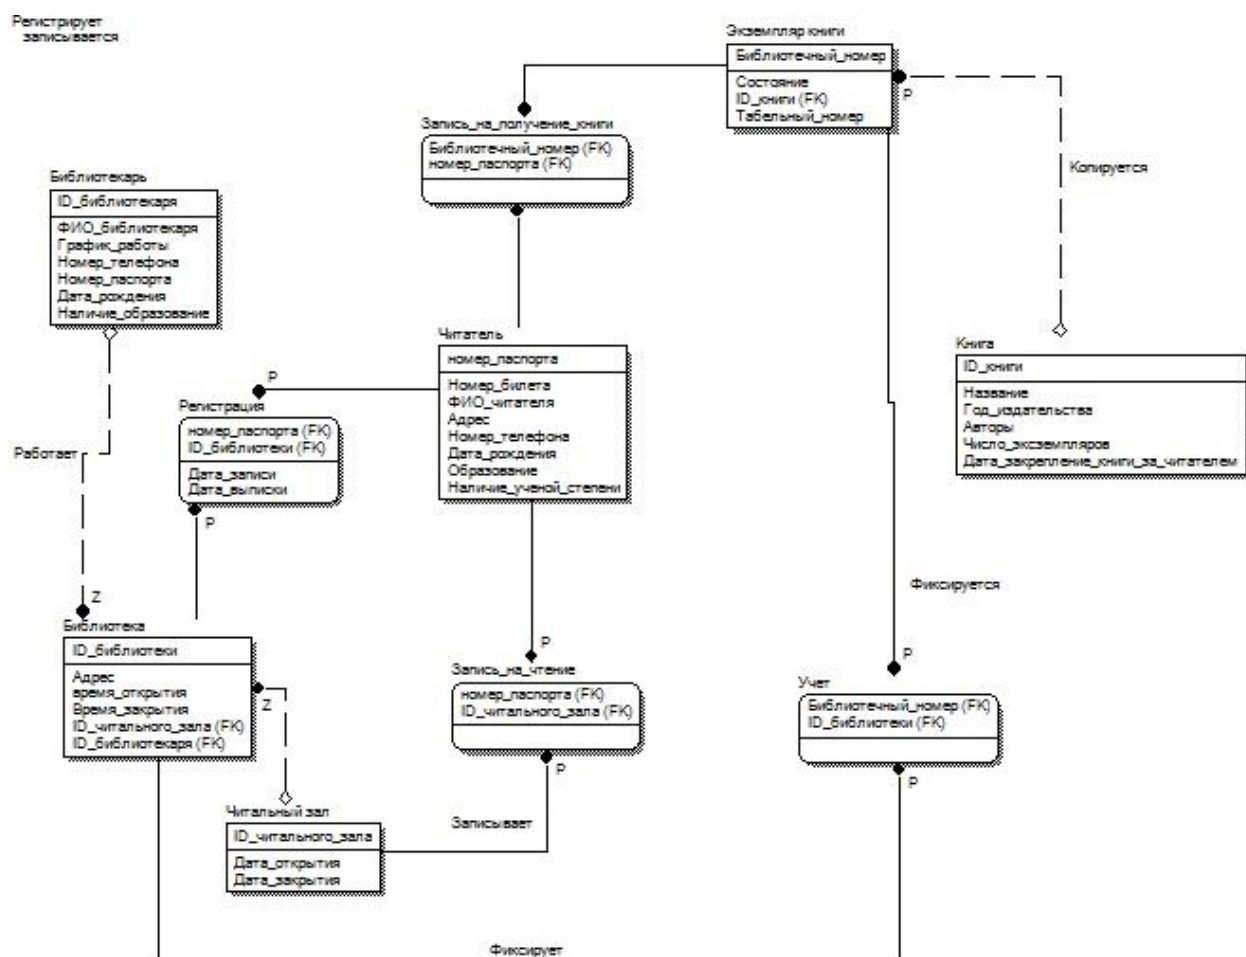 Регистрирует
записывается
Экземпляр книги
Библиотечный_номер
Состояние
ID_книги (FK)
Табельный_номер
P
Копируется
Запись_на_получение_книги
Библиотечный_номер (FK)
номер_паспорта (FK)
Библиотекарь
ID_библиотекаря
ФИО_библиотекаря
График_работы
Номер_телефона
Номер_паспорта
Дата_рождения
Наличие_образование
Читатель
номер_паспорта
Номер_билета
ФИО_читателя
Адрес
Номер_телефона
Дата_рождения
Образование
Наличие_ученой_степени
Книга
ID_книги
Название
Год_издательства
Авторы
Число_эксземпляров
Дата_закрепление_книги_за_читателем
P
Регистрация
номер_паспорта (FK)
ID_библиотеки (FK)
Дата_записи
Дата_выписки
P
Работает
Z
Фиксируется
Библиотека
ID_библиотеки
Адрес
время_открытия
Время_закрытия
ID_читального_зала (FK)
ID_библиотекаря (FK)
Z
P
Запись_на_чтение
номер_паспорта (FK)
ID_читального_зала (FK)
P
P
Учет
Библиотечный_номер (FK)
ID_библиотеки (FK)
P
Читальный зал
ID_читального_зала
Дата_открытия
Дата_закрытия
Записывает
Фиксирует